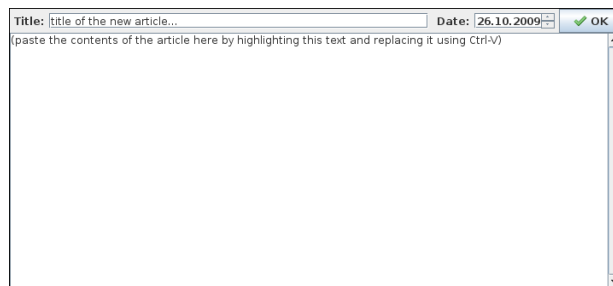 Title: title of the new article... Date: 26.10.2009 OK
(paste the contents of the article here by highlighting this text and replacing it using Ctrl-V)